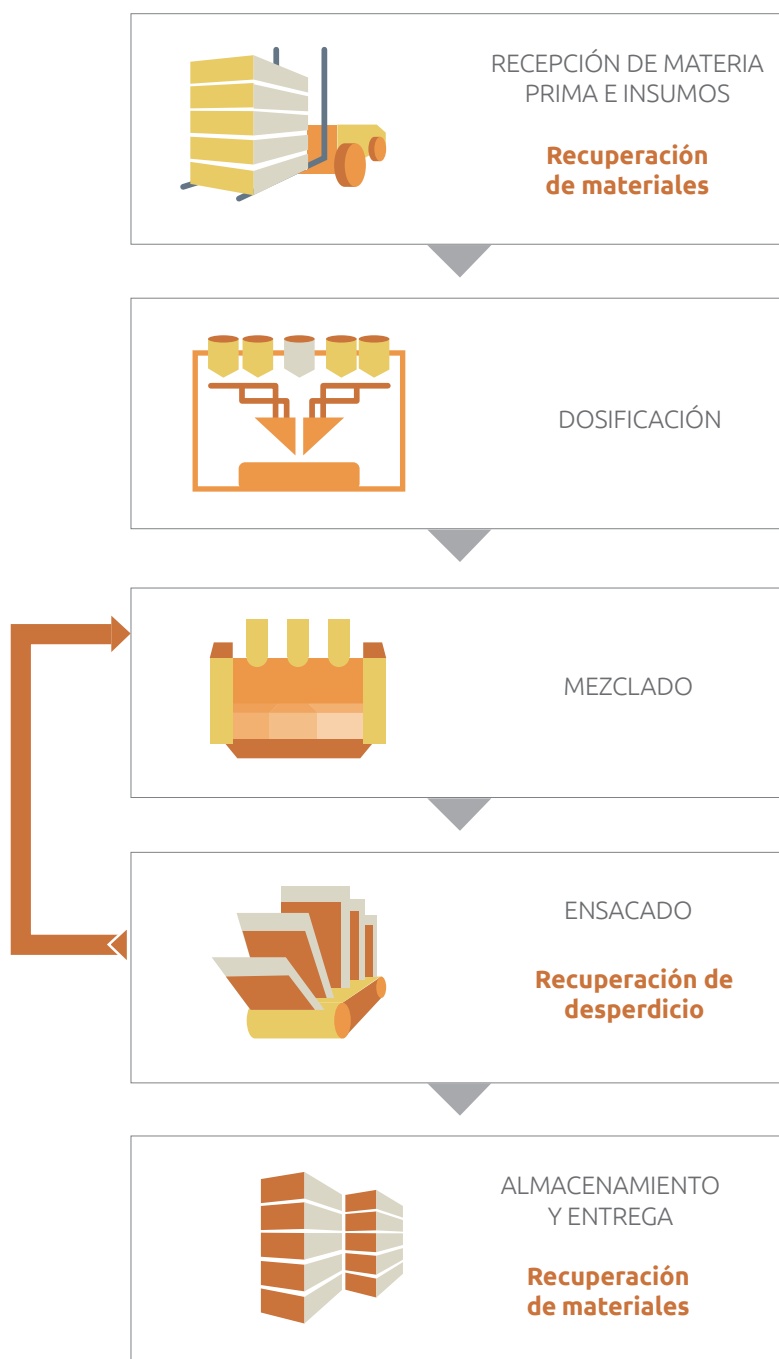 RECEPCIÓN DE MATERIA
PRIMA E INSUMOS
Recuperación
de materiales
DOSIFICACIÓN
MEZCLADO
ENSACADO
Recuperación de
desperdicio
ALMACENAMIENTO
Y ENTREGA
Recuperación
de materiales